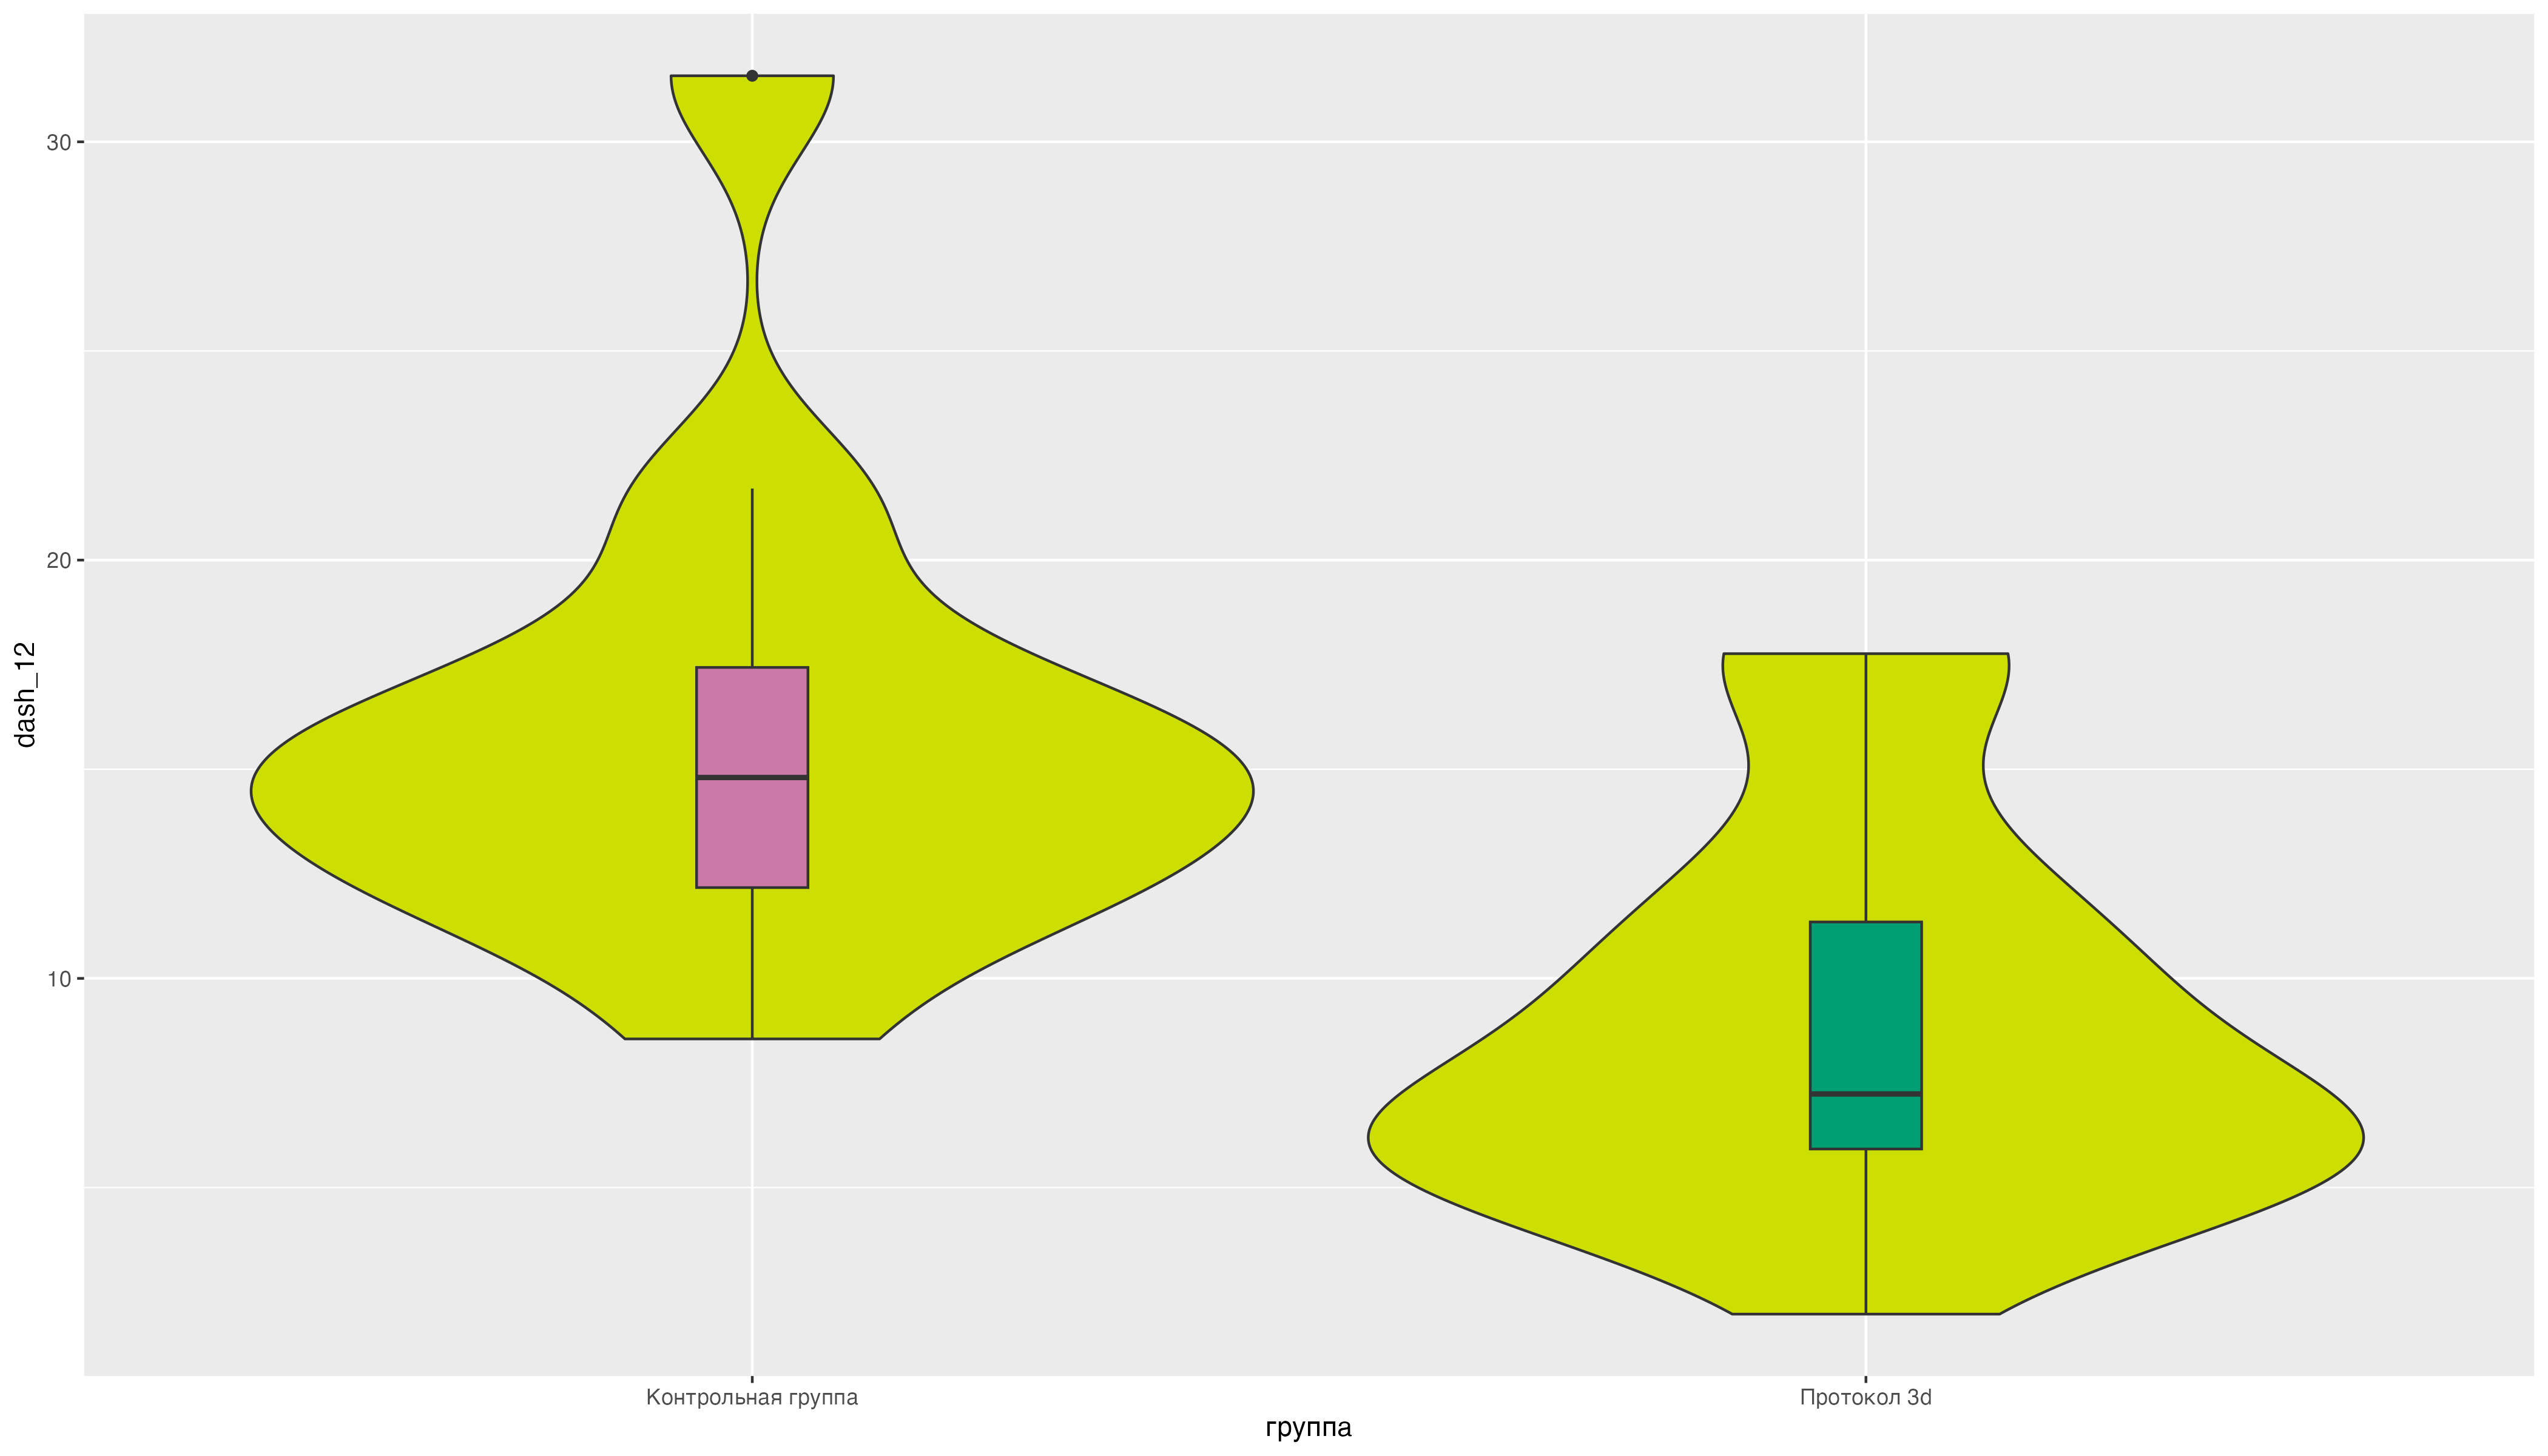 30
20
10
dash_12
Контрольная группа
Протокол 3d
группа